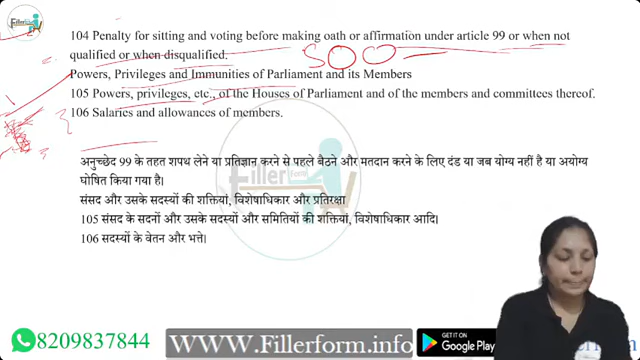 104 Penalty for sitting and voting before making oath or affirmation under article 99 or when not
qualified or when disqualified.
500
Powers, Privileges and Immunities of Parliament and its Members
105 Powers, privileges, etc., of the Houses of Parliament and of the members and committees thereof.
106 Salaries and allowances of members.
अनुच्छेद 99 के तहत शपथ लेने या प्रतिज्ञान करने से पहले बैठने और मतदान करने के लिए दंड या जब योग्य नहीं है या अयोग्य
घोषित किया गया है।
संसद और उसके सदस्यों की शक्तियां, विशेषाधिकार और प्रतिरक्षा
105 संसद के सदनों और उसके सदस्यों और समितियों की शक्तियां, विशेषाधिकार आदि।
106 सदस्यों के वेतन और भत्ते।
Fillerform
8209837844
WWW.Fillerform.info
GET IT ON
Google Play